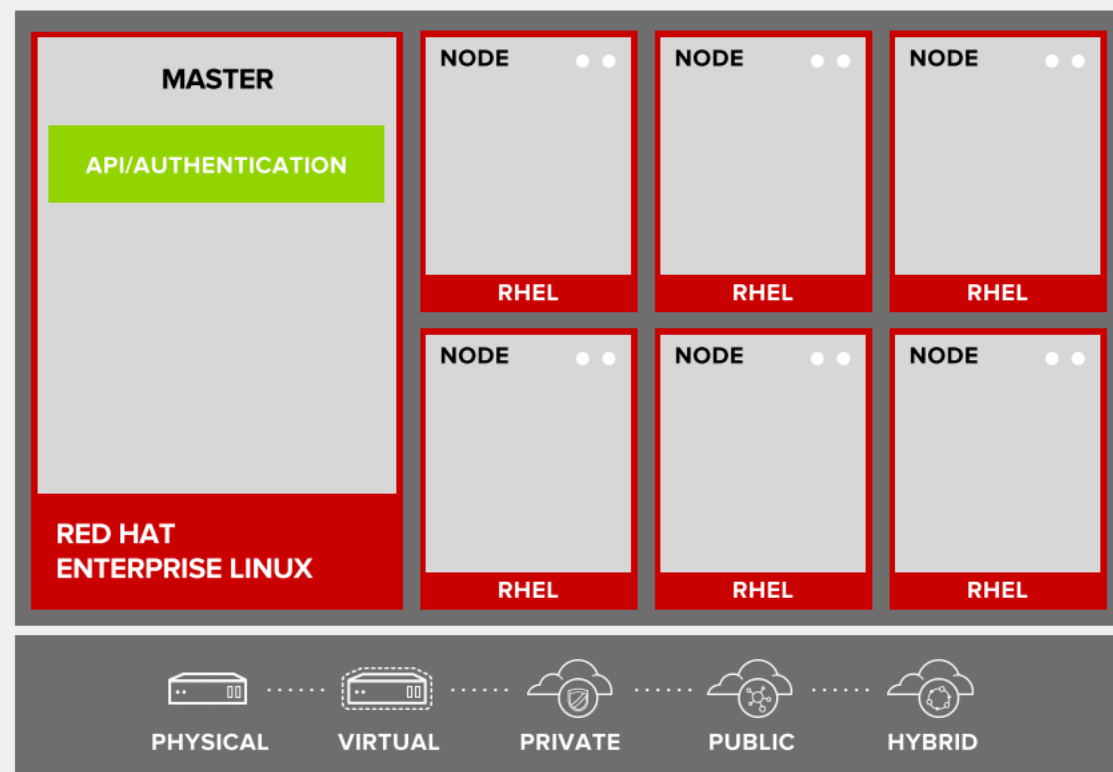 MASTER
API/AUTHENTICATION
RED HAT
ENTERPRISE LINUX
NODE
NODE
NODE
RHEL
RHEL
RHEL
NODE
NODE
NODE
RHEL
RHEL
RHEL
PHYSICAL
VIRTUAL
PRIVATE
PUBLIC
HYBRID